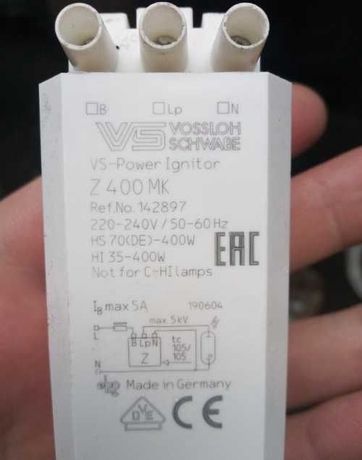 B Lp N
VS VOSSLOH
SCHWABE
VS-Power Ignitor
Z 400 MK
Ref.No. 142897
220-240V/50-60Hz
HS 70(DE)-400W
HI 35-400W
Not for C-HI lamps
EAC
IB max 5A 190604
max 5kV
L
B Lp N
Z
tc
105/
105
N
Made in Germany
DVE
CE